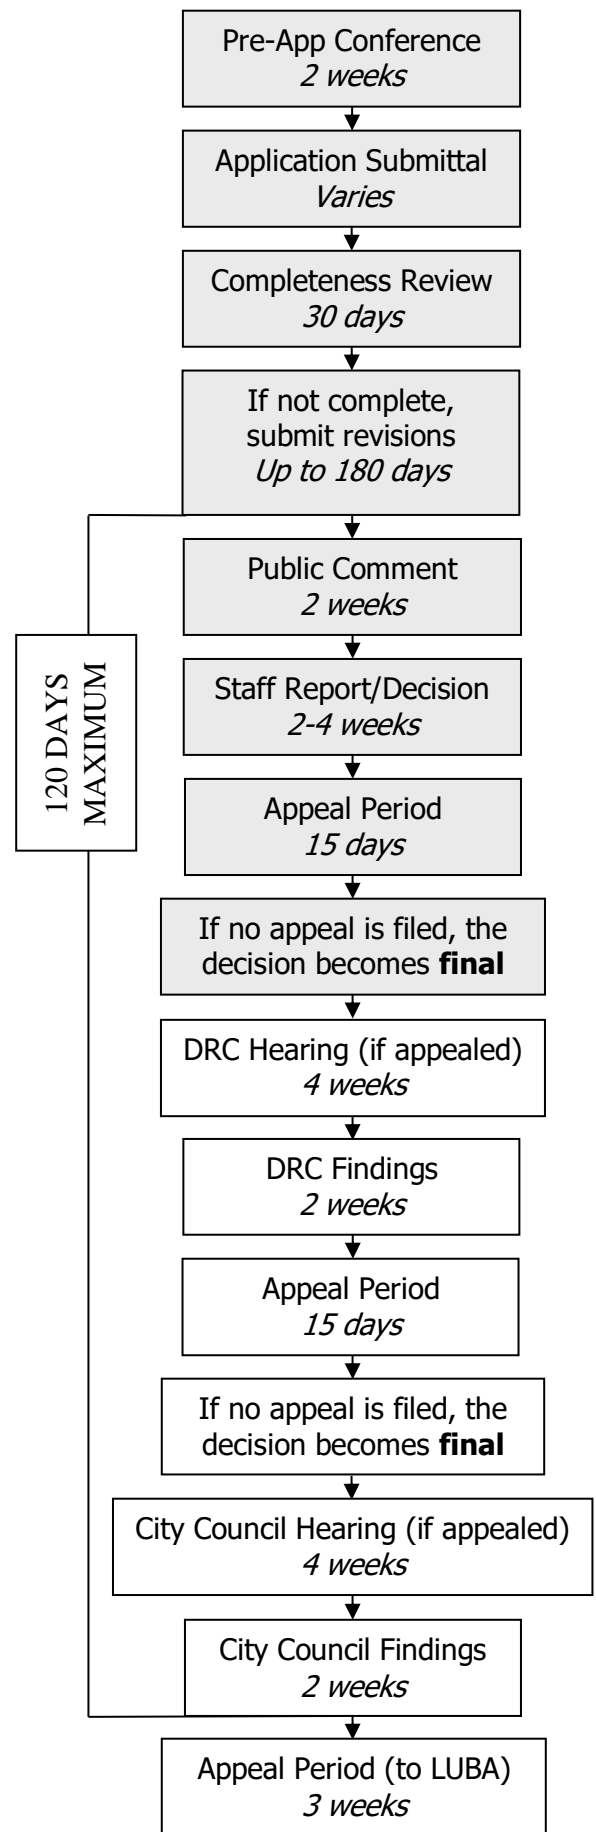 Pre-App Conference
2 weeks
Application Submittal
Varies
Completeness Review
30 days
If not complete,
submit revisions
Up to 180 days
120 DAYS
MAXIMUM
Public Comment
2 weeks
Staff Report/Decision
2-4 weeks
Appeal Period
15 days
If no appeal is filed, the
decision becomes final
DRC Hearing (if appealed)
4 weeks
DRC Findings
2 weeks
Appeal Period
15 days
If no appeal is filed, the
decision becomes final
City Council Hearing (if appealed)
4 weeks
City Council Findings
2 weeks
Appeal Period (to LUBA)
3 weeks